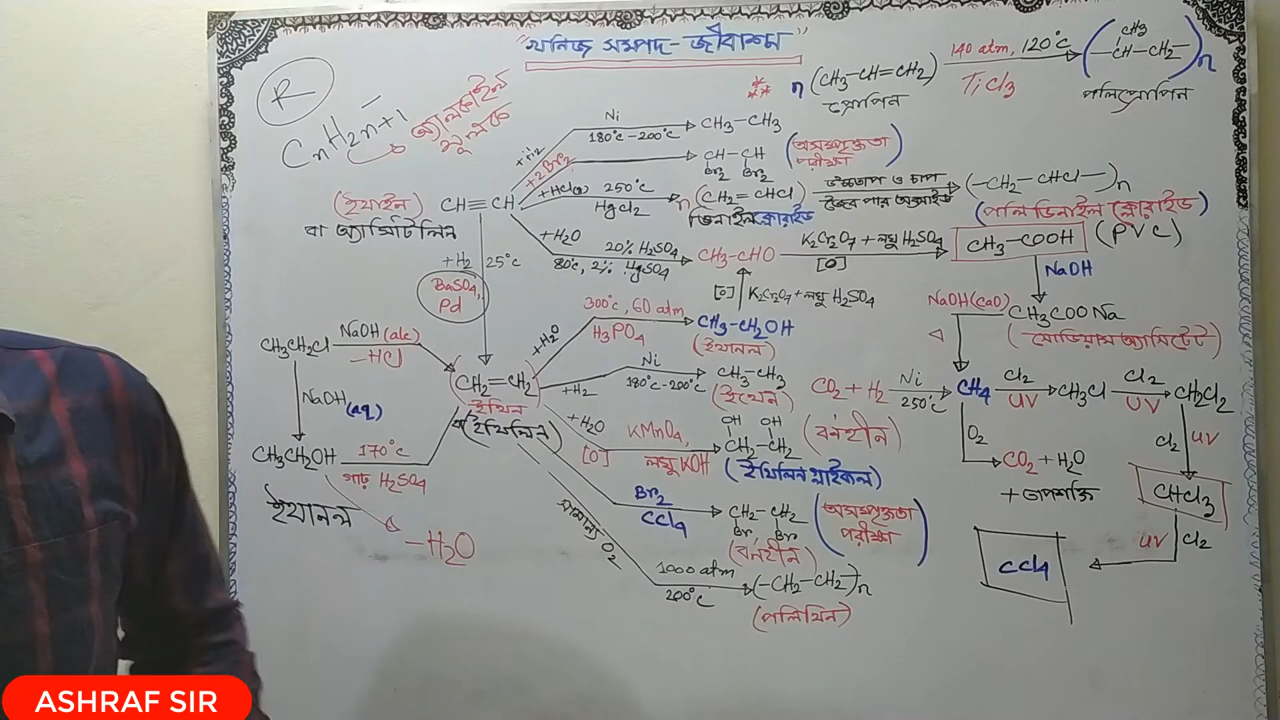 "খনিজ সম্পদ-জীবাশ্ম"
R
CnH2n+1
অ্যালকাইল
মূলক
n(CH3-CH=CH2) 140 atm, 120°C TiCl3 (-CH-CH2-)n
CH3
প্রোপিন
পলিপ্রোপিন
+H2 Ni 180°C-200°C CH3-CH3
+2Br2 CH-CH
Br2 Br2
(অসম্পৃক্ততা
পরীক্ষা)
(ইথাইন)
বা অ্যাসিটিলিন
CH≡CH
+HCl(g) 250°C HgCl2 n(CH2=CHCl) উচ্চতাপ ও চাপ জৈব পার অক্সাইড (-CH2-CHCl-)n
ভিনাইল ক্লোরাইড
(পলি ভিনাইল ক্লোরাইড)
(PVC)
+H2O 20% H2SO4 80°C, 2% HgSO4 CH3-CHO K2Cr2O7+লঘু H2SO4 [O] CH3-COOH
+H2 25°C
BaSO4,
Pd
[O] K2Cr2O7+লঘু H2SO4
NaOH
NaOH(CaO)
Δ
CH3COONa
(সোডিয়াম অ্যাসিটেট)
CH3CH2Cl NaOH(alc) -HCl
CH2=CH2
(ইথিন)
বা(ইথিলিন)
+H2O 300°C, 60 atm H3PO4 CH3-CH2OH
(ইথানল)
+H2 Ni 180°C-200°C CH3-CH3
(ইথেন)
CO2+H2 Ni 250°C CH4 Cl2 UV CH3Cl Cl2 UV CH2Cl2
NaOH(aq)
+H2O [O] KMnO4, লঘু KOH
OH OH
CH2-CH2
(বর্ণহীন)
(ইথিলিন গ্লাইকল)
O2
CO2+H2O
+তাপশক্তি
Cl2 UV
CHCl3
CH3CH2OH 170°C গাঢ় H2SO4
ইথানল
-H2O
Br2 CCl4 CH2-CH2
Br Br
(বর্ণহীন)
(অসম্পৃক্ততা
পরীক্ষা)
UV Cl2
CCl4
সামান্য O2
1000 atm 200°C (-CH2-CH2-)n
(পলিথিন)
ASHRAF SIR